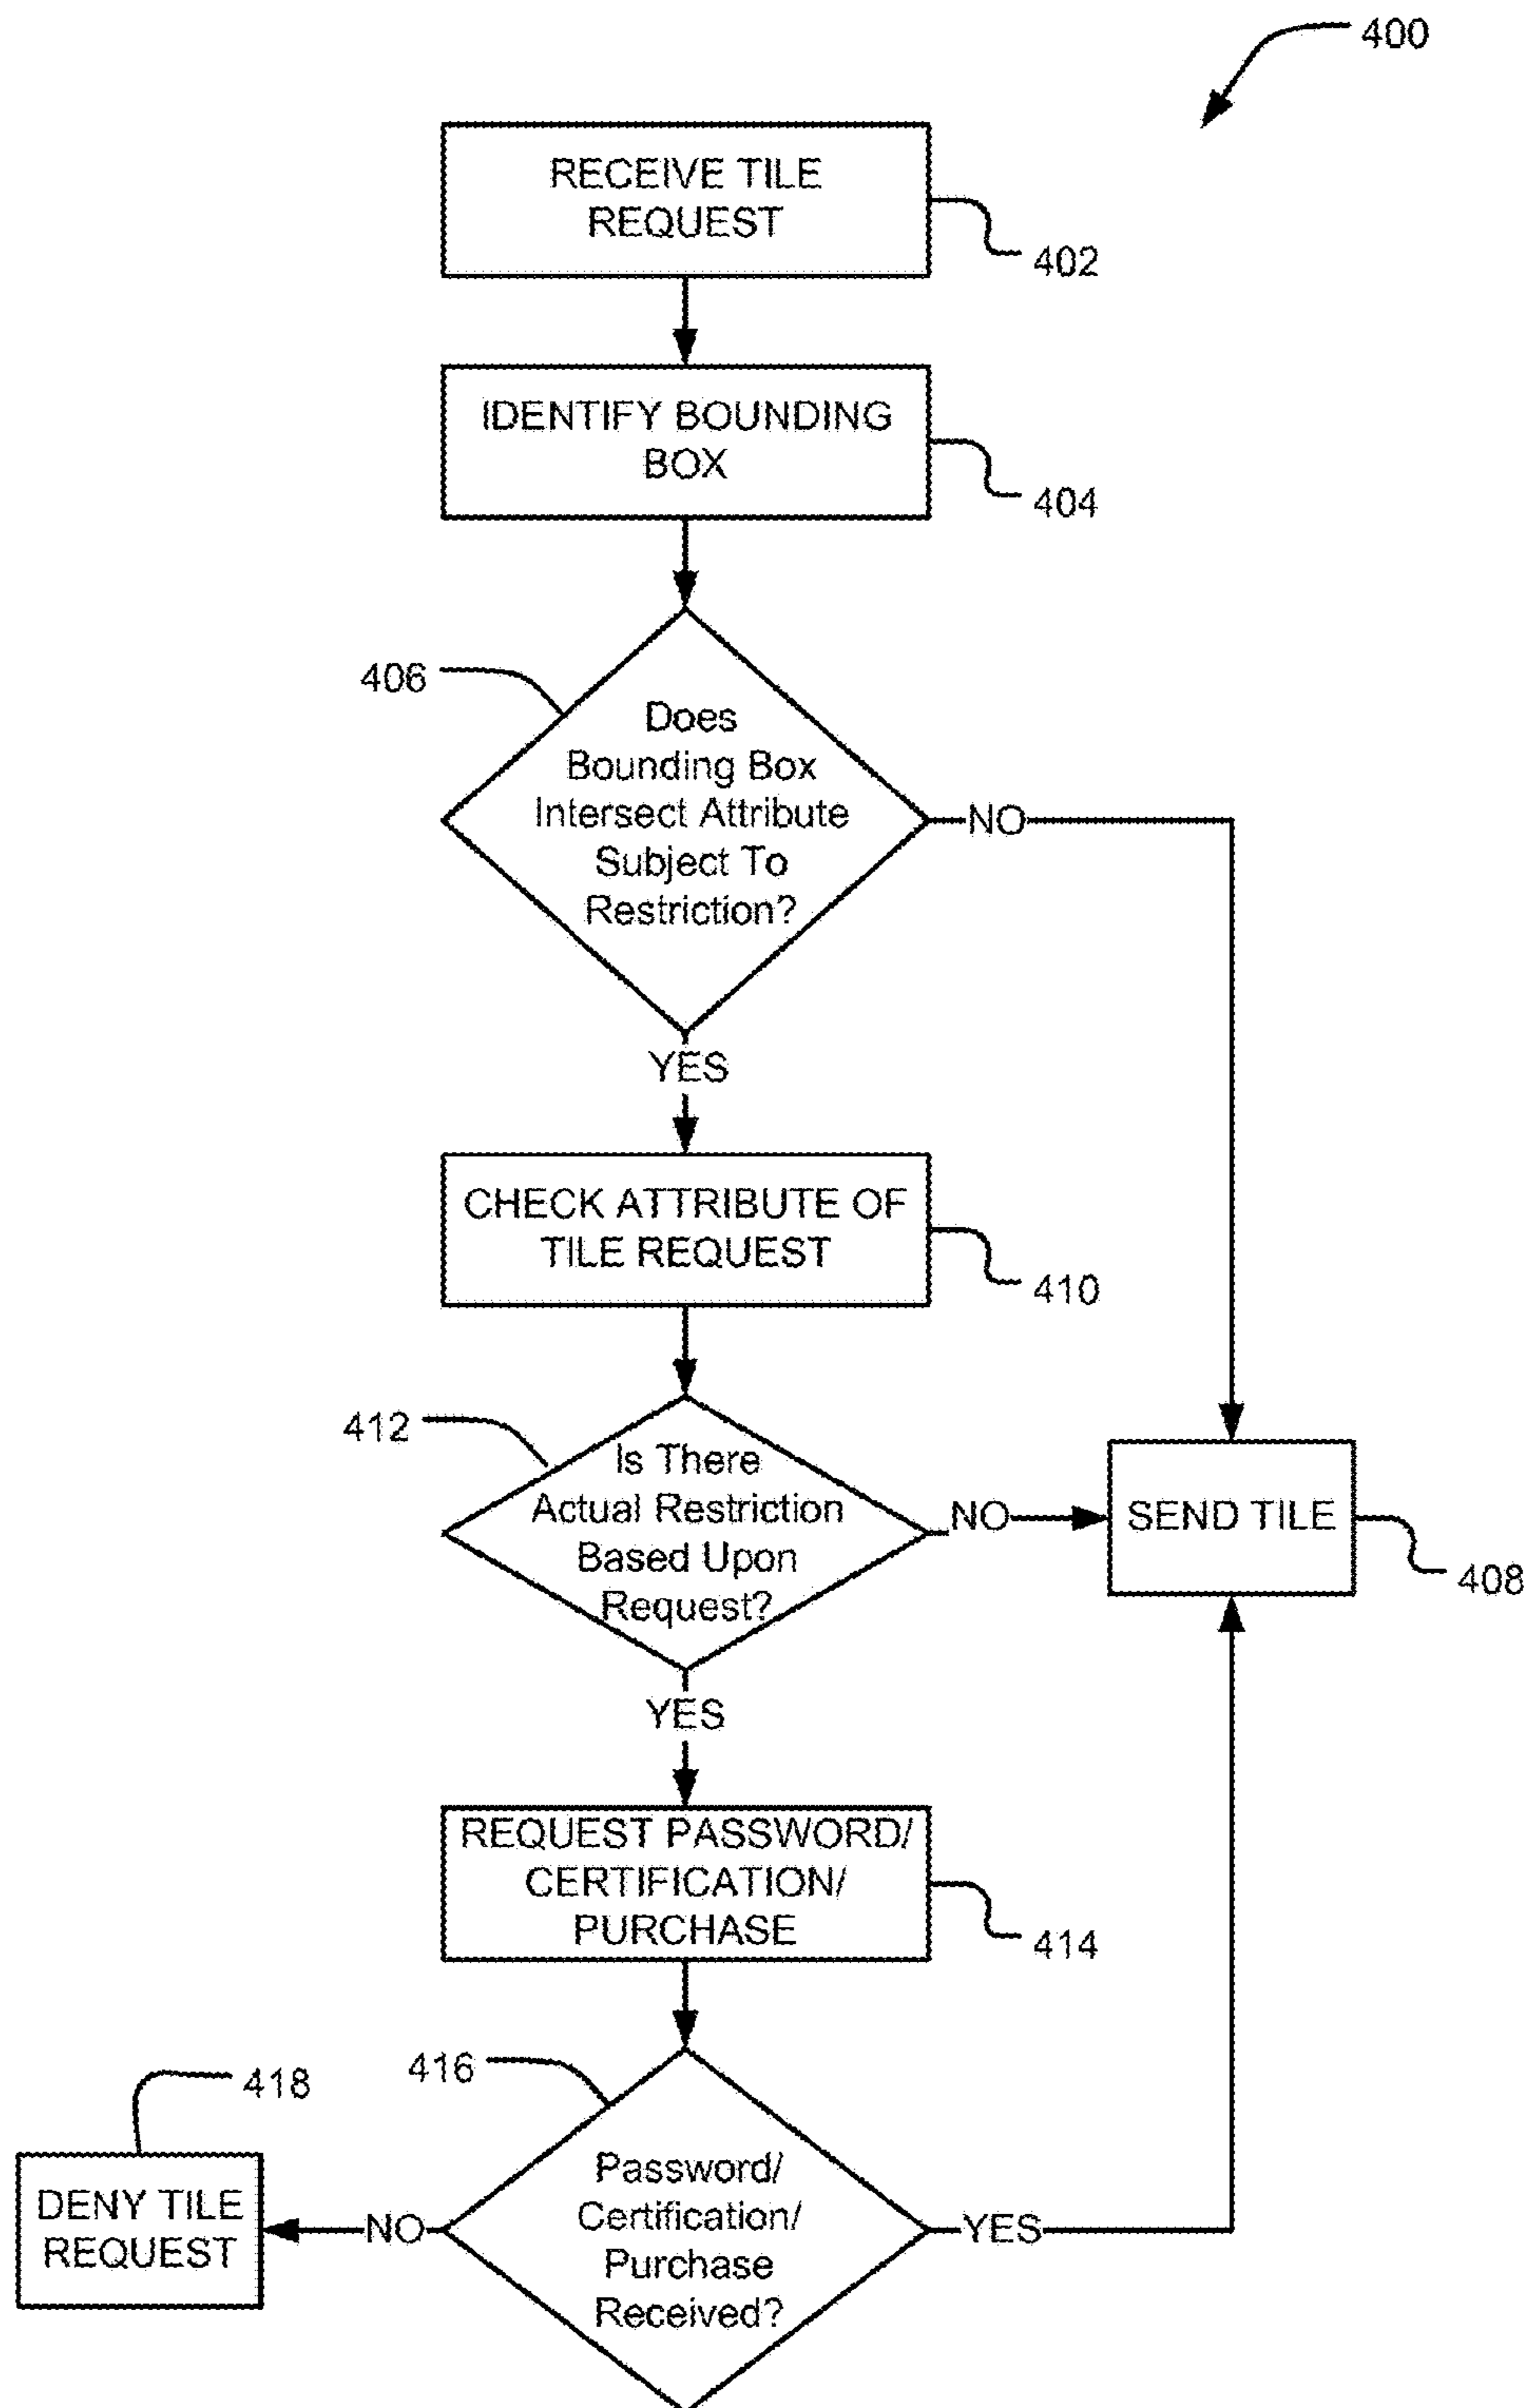 400
RECEIVE TILE
REQUEST
402
IDENTIFY BOUNDING
BOX
404
406
Does
Bounding Box
Intersect Attribute
Subject To
Restriction?
NO
YES
CHECK ATTRIBUTE OF
TILE REQUEST
410
412
Is There
Actual Restriction
Based Upon
Request?
NO
SEND TILE
408
YES
REQUEST PASSWORD/
CERTIFICATION/
PURCHASE
414
416
418
Password/
Certification/
Purchase
Received?
DENY TILE
REQUEST
NO
YES